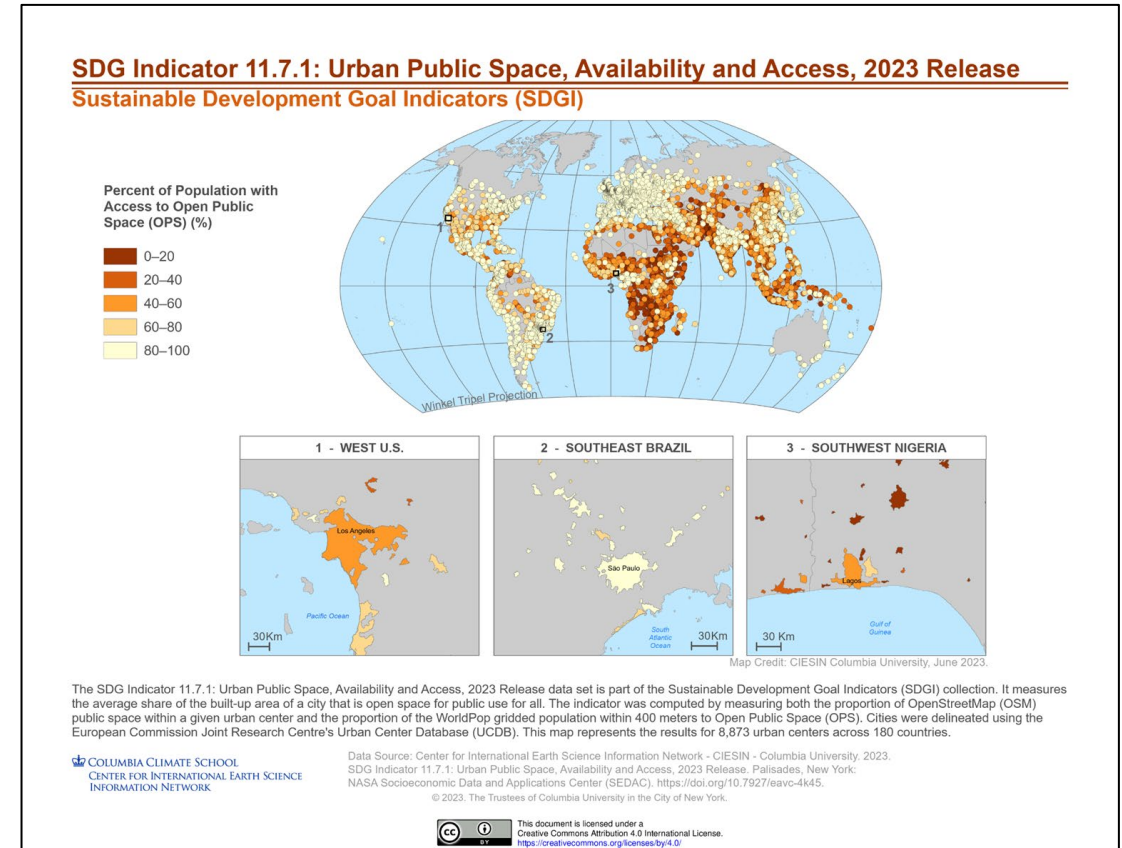 SDG Indicator 11.7.1: Urban Public Space, Availability and Access, 2023 Release
Sustainable Development Goal Indicators (SDGI)
Percent of Population with
Access to Open Public
Space (OPS) (%)
0–20
20–40
40–60
60–80
80–100
1
2
3
Winkel Tripel Projection
1 - WEST U.S.
Los Angeles
Pacific Ocean
30Km
2 - SOUTHEAST BRAZIL
São Paulo
South
Atlantic
Ocean
30Km
3 - SOUTHWEST NIGERIA
Lagos
Gulf of
Guinea
30 Km
Map Credit: CIESIN Columbia University, June 2023.
The SDG Indicator 11.7.1: Urban Public Space, Availability and Access, 2023 Release data set is part of the Sustainable Development Goal Indicators (SDGI) collection. It measures
the average share of the built-up area of a city that is open space for public use for all. The indicator was computed by measuring both the proportion of OpenStreetMap (OSM)
public space within a given urban center and the proportion of the WorldPop gridded population within 400 meters to Open Public Space (OPS). Cities were delineated using the
European Commission Joint Research Centre's Urban Center Database (UCDB). This map represents the results for 8,873 urban centers across 180 countries.
COLUMBIA CLIMATE SCHOOL
CENTER FOR INTERNATIONAL EARTH SCIENCE
INFORMATION NETWORK
Data Source: Center for International Earth Science Information Network - CIESIN - Columbia University. 2023.
SDG Indicator 11.7.1: Urban Public Space, Availability and Access, 2023 Release. Palisades, New York:
NASA Socioeconomic Data and Applications Center (SEDAC). https://doi.org/10.7927/eavc-4k45.
© 2023. The Trustees of Columbia University in the City of New York.
cc
BY
This document is licensed under a
Creative Commons Attribution 4.0 International License.
https://creativecommons.org/licenses/by/4.0/